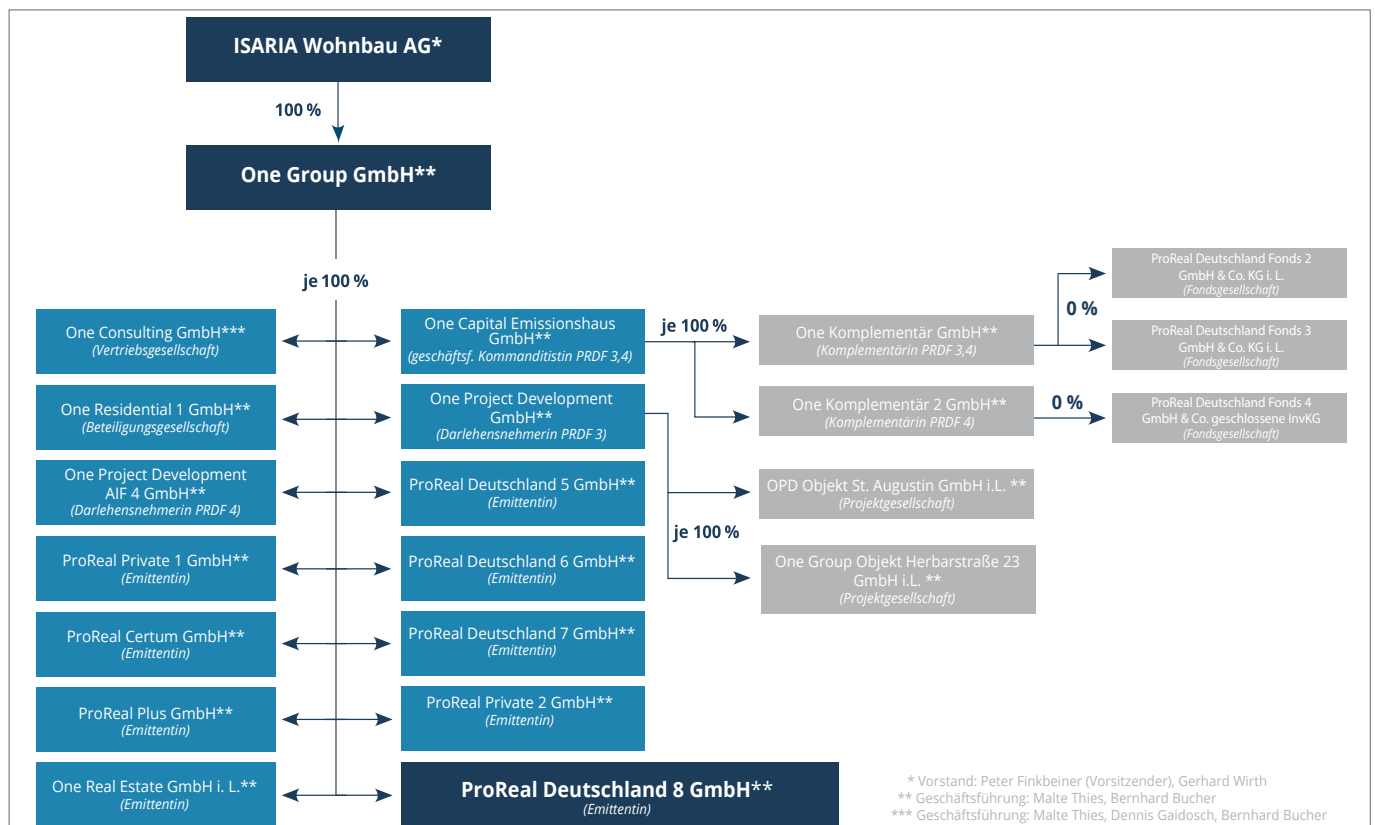 ISARIA Wohnbau AG*
100 %
One Group GmbH**
je 100 %
One Consulting GmbH***
(Vertriebsgesellschaft)
One Residential 1 GmbH**
(Beteiligungsgesellschaft)
One Project Development
AIF 4 GmbH**
(Darlehensnehmerin PRDF 4)
ProReal Private 1 GmbH**
(Emittentin)
ProReal Certum GmbH**
(Emittentin)
ProReal Plus GmbH**
(Emittentin)
One Real Estate GmbH i. L.**
(Emittentin)
One Capital Emissionshaus
GmbH**
(geschäftsf. Kommanditistin PRDF 3,4)
One Project Development
GmbH**
(Darlehensnehmerin PRDF 3)
ProReal Deutschland 5 GmbH**
(Emittentin)
ProReal Deutschland 6 GmbH**
(Emittentin)
ProReal Deutschland 7 GmbH**
(Emittentin)
ProReal Private 2 GmbH**
(Emittentin)
ProReal Deutschland 8 GmbH**
(Emittentin)
je 100 %
One Komplementär GmbH**
(Komplementärin PRDF 3,4)
One Komplementär 2 GmbH**
(Komplementärin PRDF 4)
je 100 %
OPD Objekt St. Augustin GmbH i.L. **
(Projektgesellschaft)
One Group Objekt Herbarstraße 23
GmbH i.L. **
(Projektgesellschaft)
0 %
ProReal Deutschland Fonds 2
GmbH & Co. KG i. L.
(Fondsgesellschaft)
ProReal Deutschland Fonds 3
GmbH & Co. KG i. L.
(Fondsgesellschaft)
0 %
ProReal Deutschland Fonds 4
GmbH & Co. geschlossene InvKG
(Fondsgesellschaft)
* Vorstand: Peter Finkbeiner (Vorsitzender), Gerhard Wirth
** Geschäftsführung: Malte Thies, Bernhard Bucher
*** Geschäftsführung: Malte Thies, Dennis Gaidosch, Bernhard Bucher